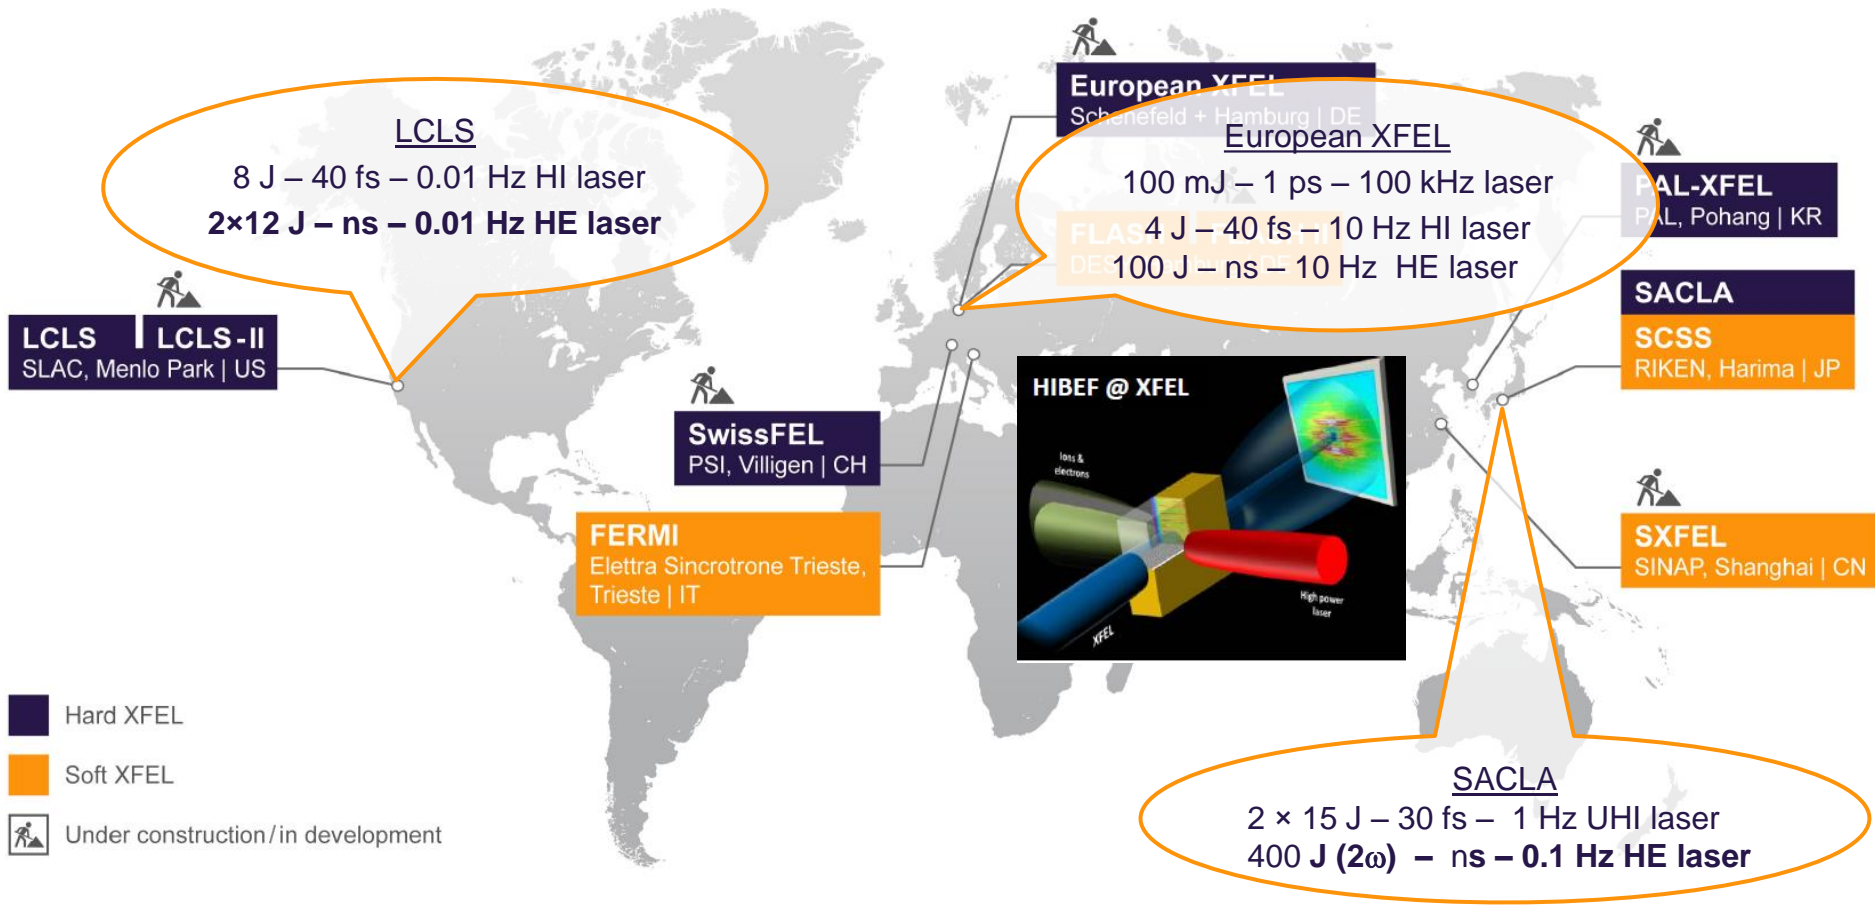 European XFEL
Schenefeld + Hamburg | DE
LCLS
8 J – 40 fs – 0.01 Hz HI laser
2×12 J – ns – 0.01 Hz HE laser
European XFEL
100 mJ – 1 ps – 100 kHz laser
4 J – 40 fs – 10 Hz HI laser
100 J – ns – 10 Hz HE laser
PAL-XFEL
PAL, Pohang | KR
FLASH
SACLA
SCSS
RIKEN, Harima | JP
LCLS LCLS-II
SLAC, Menlo Park | US
HIBEF @ XFEL
Ions &
electrons
High power
laser
XFEL
SwissFEL
PSI, Villigen | CH
FERMI
Elettra Sincrotrone Trieste,
Trieste | IT
SXFEL
SINAP, Shanghai | CN
Hard XFEL
Soft XFEL
Under construction/in development
SACLA
2 × 15 J – 30 fs – 1 Hz UHI laser
400 J (2ω) – ns – 0.1 Hz HE laser